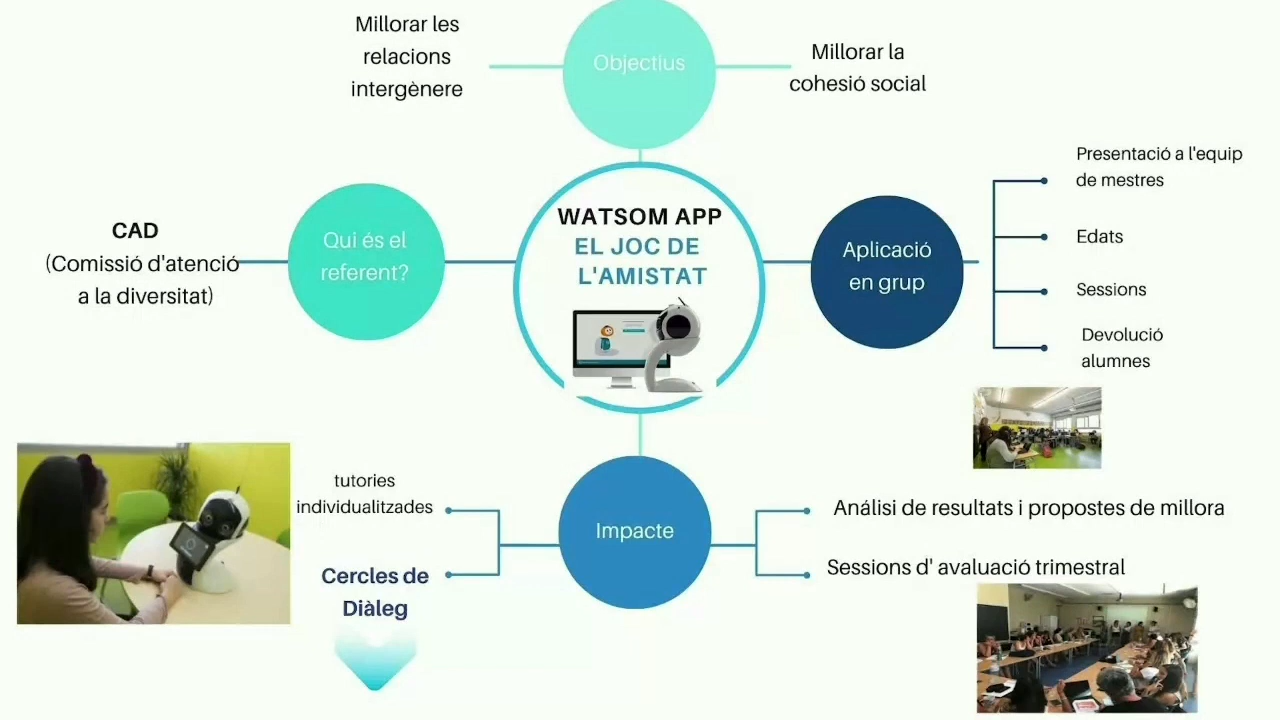 Millorar les
relacions
intergènere
Objectius
Millorar la
cohesió social
CAD
(Comissió d'atenció
a la diversitat)
Qui és el
referent?
WATSOM APP
EL JOC DE
L'AMISTAT
Aplicació
en grup
Presentació a l'equip
de mestres
Edats
Sessions
Devolució
alumnes
tutories
individualitzades
Cercles de
Diàleg
Impacte
Análisi de resultats i propostes de millora
Sessions d' avaluació trimestral